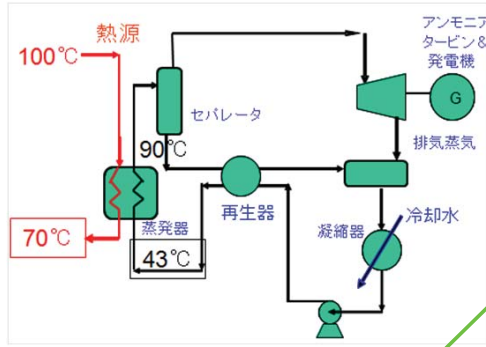 熱源
100℃
アンモニア
タービン&
発電機
G
セパレータ
排気蒸気
90℃
再生器
凝縮器
冷却水
蒸発器
70℃
43℃